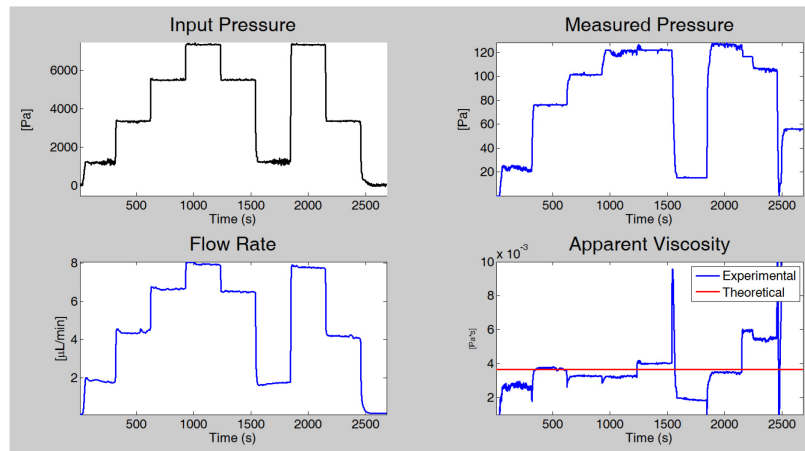 Input Pressure
[Pa]
6000
4000
2000
0
500 1000 1500 2000 2500
Time (s)
Measured Pressure
[Pa]
120
100
80
60
40
20
500 1000 1500 2000 2500
Time (s)
Flow Rate
[µL/min]
8
6
4
2
500 1000 1500 2000 2500
Time (s)
Apparent Viscosity
x 10⁻³
[Pa*s]
10
8
6
4
2
Experimental
Theoretical
500 1000 1500 2000 2500
Time (s)